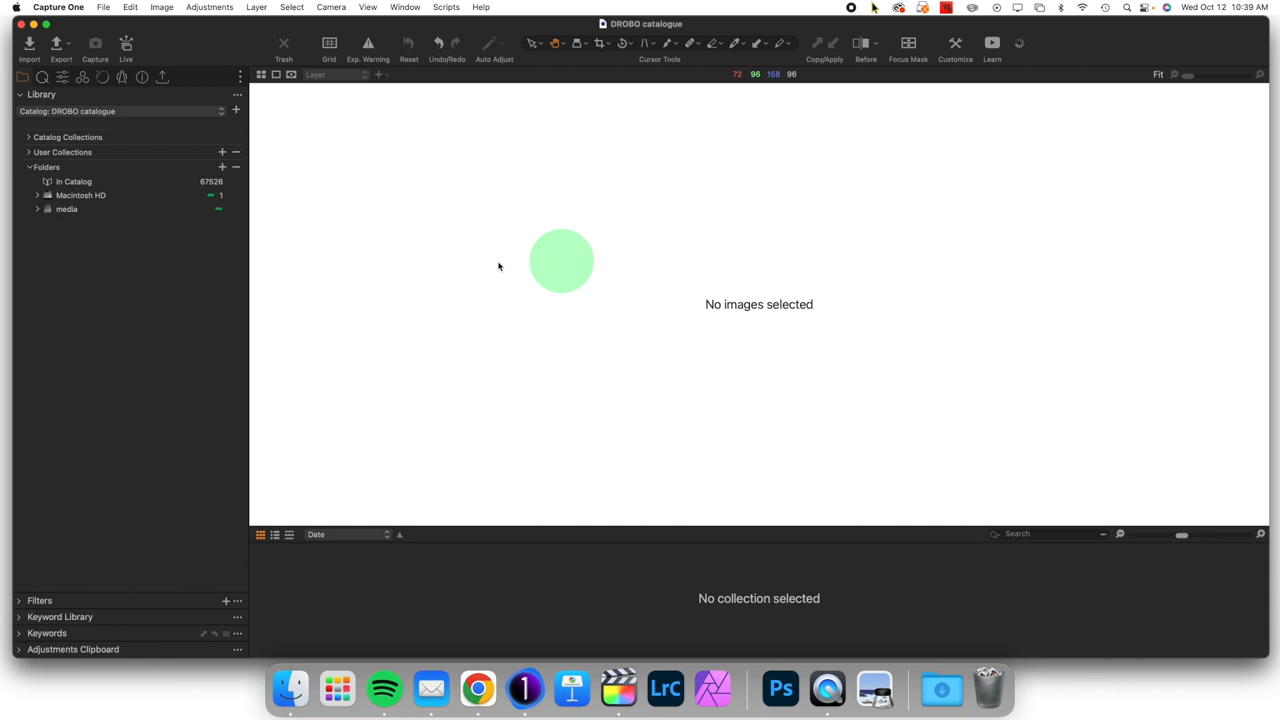 Capture One File Edit Image Adjustments Layer Select Camera View Window Scripts Help Wed Oct 12 10:39 AM
DROBO catalogue
Import Export Capture Live Trash Grid Exp. Warning Reset Undo/Redo Auto Adjust Cursor Tools Copy/Apply Before Focus Mask Customize Learn
Layer 72 96 158 96 Fit
Library
Catalog: DROBO catalogue
Catalog Collections
User Collections
Folders
In Catalog 67526
Macintosh HD 1
media
No images selected
Date Search
No collection selected
Filters
Keyword Library
Keywords
Adjustments Clipboard
1 LrC Ps